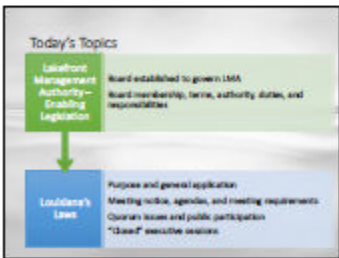 Today's Topics
Lakefront
Management
Authority –
Enabling
Legislation
Board established to govern LMA
Board membership, terms, authority, duties, and
responsibilities
Louisiana's
Laws
Purpose and general application
Meeting notice, agendas, and meeting requirements
Quorum issues and public participation
"Closed" executive sessions